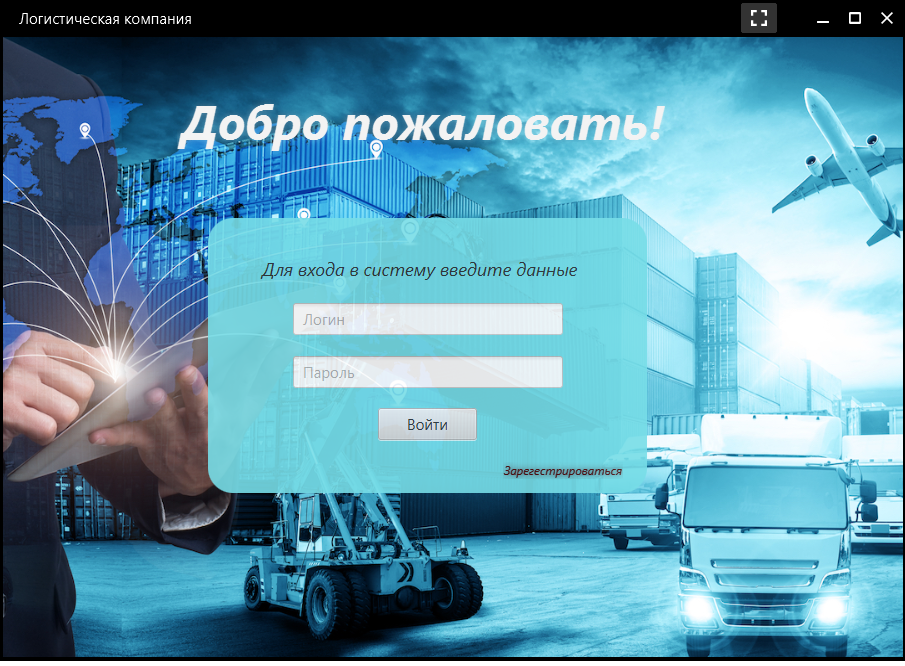 Логистическая компания
Добро пожаловать!
Для входа в систему введите данные
Логин
Пароль
Войти
Зарегестрироваться